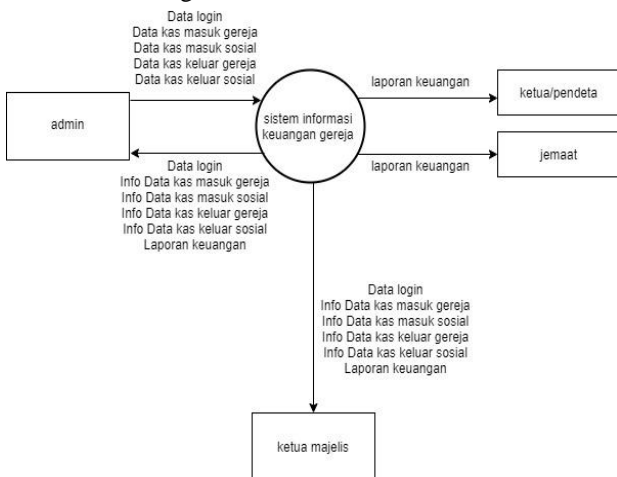 Data login
Data kas masuk gereja
Data kas masuk sosial
Data kas keluar gereja
Data kas keluar sosial
admin
sistem informasi
keuangan gereja
laporan keuangan
ketua/pendeta
laporan keuangan
jemaat
Data login
Info Data kas masuk gereja
Info Data kas masuk sosial
Info Data kas keluar gereja
Info Data kas keluar sosial
Laporan keuangan
Data login
Info Data kas masuk gereja
Info Data kas masuk sosial
Info Data kas keluar gereja
Info Data kas keluar sosial
Laporan keuangan
ketua majelis